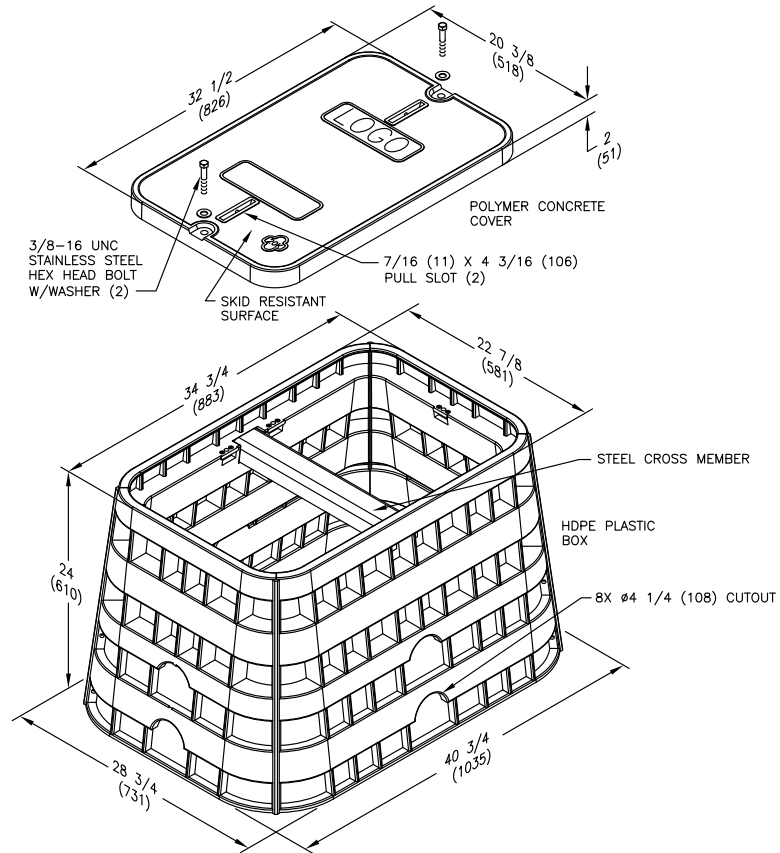 20 3/8
(518)
32 1/2
(826)
2
(51)
LOGO
POLYMER CONCRETE
COVER
3/8-16 UNC
STAINLESS STEEL
HEX HEAD BOLT
W/WASHER (2)
7/16 (11) X 4 3/16 (106)
PULL SLOT (2)
SKID RESISTANT
SURFACE
22 7/8
(581)
34 3/4
(883)
STEEL CROSS MEMBER
HDPE PLASTIC
BOX
24
(610)
8X ø4 1/4 (108) CUTOUT
28 3/4
(731)
40 3/4
(1035)